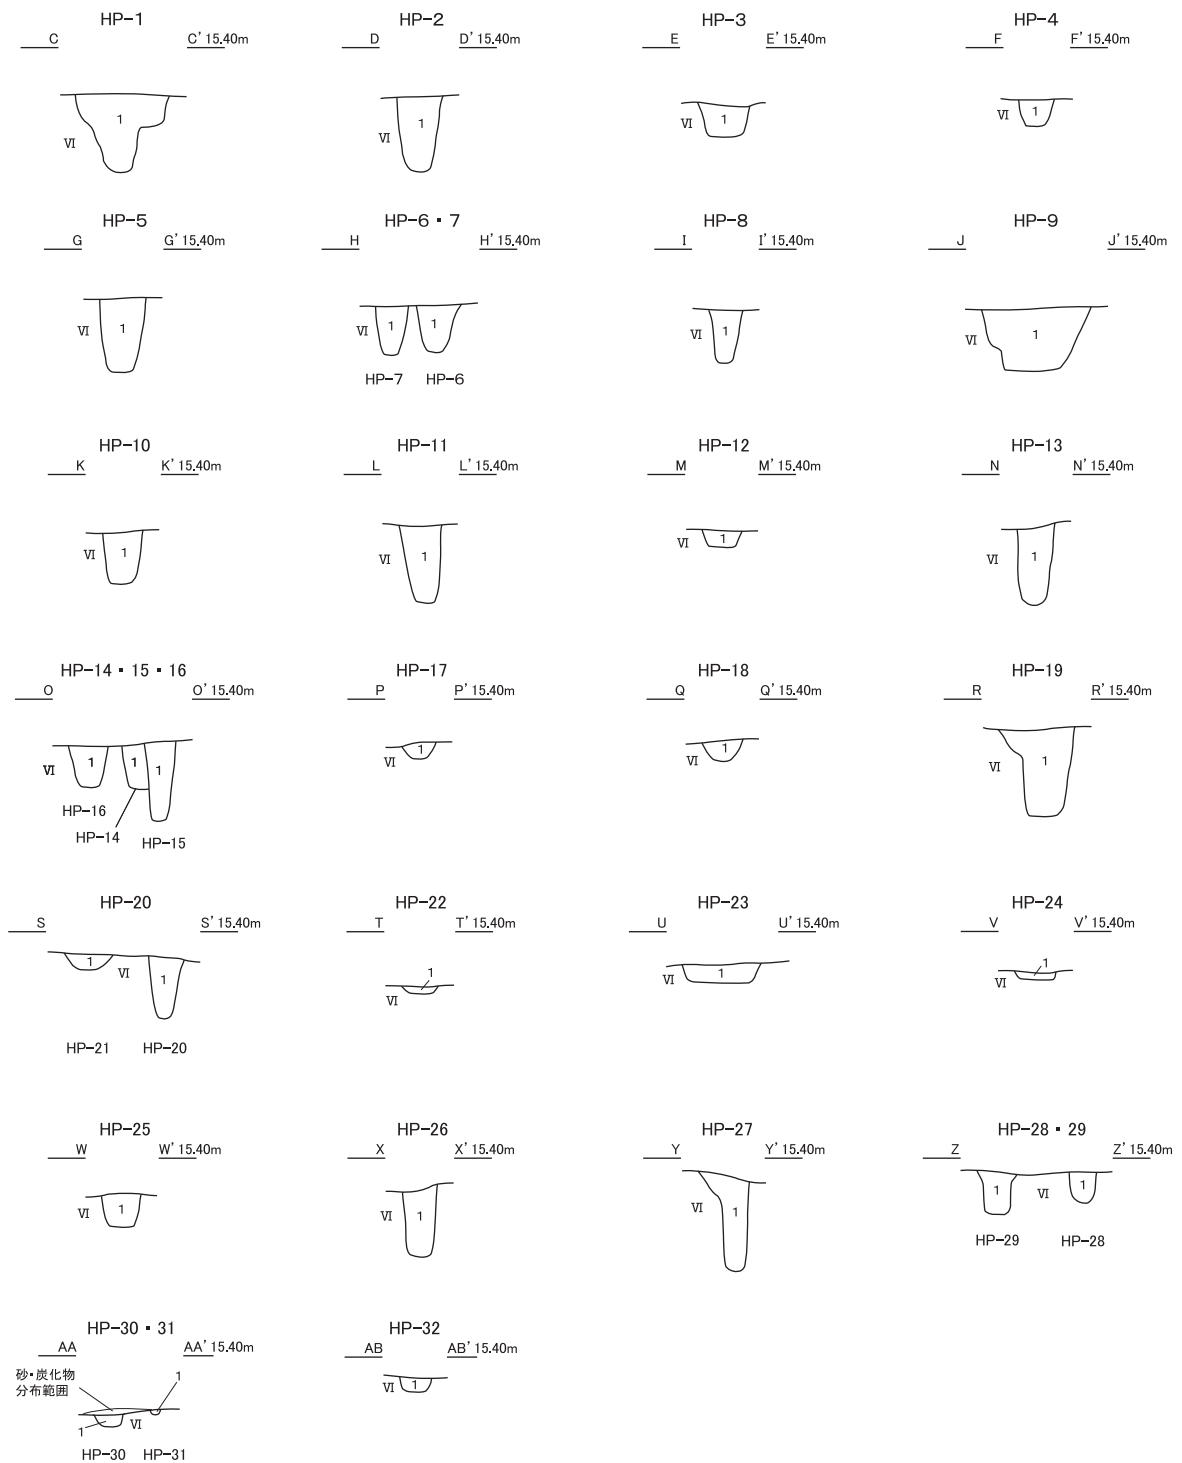 HP-1
C C' 15.40m
1
VI
HP-2
D D' 15.40m
1
VI
HP-3
E E' 15.40m
VI 1
HP-4
F F' 15.40m
VI 1
HP-5
G G' 15.40m
VI 1
HP-6・7
H H' 15.40m
VI 1 1
HP-7 HP-6
HP-8
I I' 15.40m
VI 1
HP-9
J J' 15.40m
VI 1
HP-10
K K' 15.40m
VI 1
HP-11
L L' 15.40m
VI 1
HP-12
M M' 15.40m
VI 1
HP-13
N N' 15.40m
VI 1
HP-14・15・16
O O' 15.40m
VI 1 1 1
HP-16
HP-14
HP-15
HP-17
P P' 15.40m
VI 1
HP-18
Q Q' 15.40m
VI 1
HP-19
R R' 15.40m
VI 1
HP-20
S S' 15.40m
1 VI 1
HP-21 HP-20
HP-22
T T' 15.40m
1
VI
HP-23
U U' 15.40m
VI 1
HP-24
V V' 15.40m
1
VI
HP-25
W W' 15.40m
VI 1
HP-26
X X' 15.40m
VI 1
HP-27
Y Y' 15.40m
VI 1
HP-28・29
Z Z' 15.40m
1 VI 1
HP-29 HP-28
HP-30・31
AA AA' 15.40m
砂・炭化物
分布範囲
1
1 VI
HP-30 HP-31
HP-32
AB AB' 15.40m
VI 1